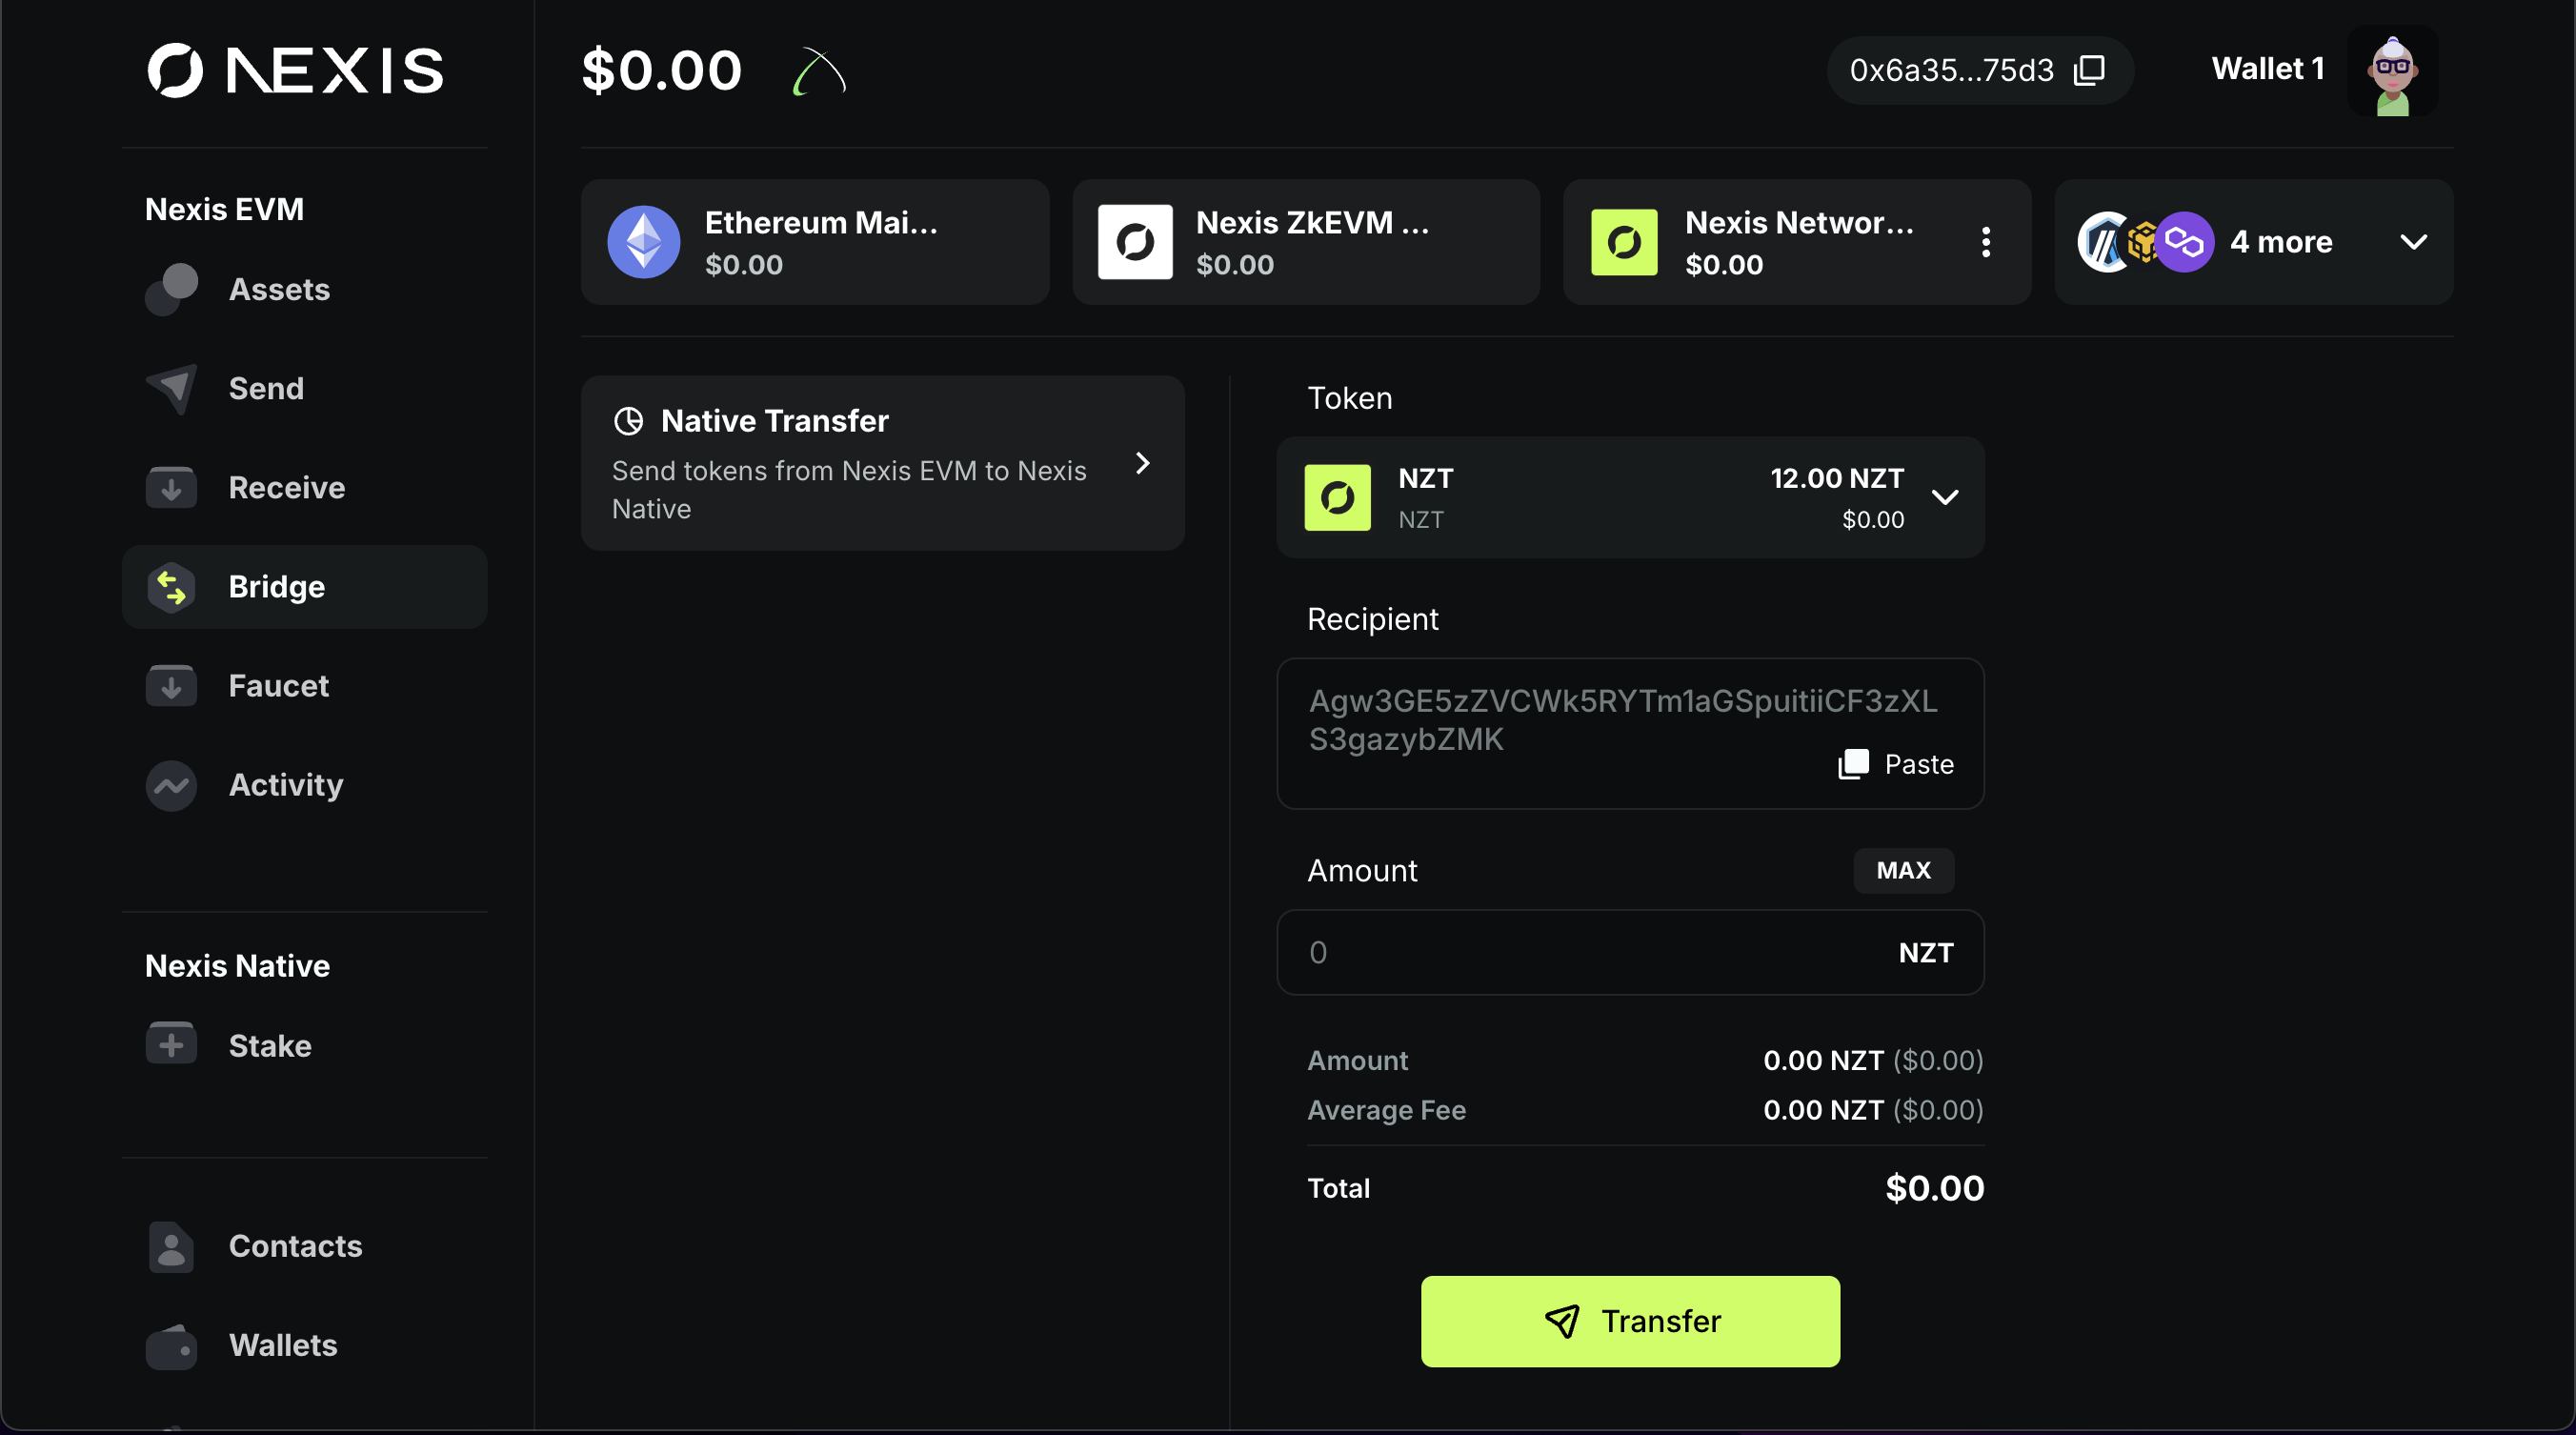 NEXIS
$0.00
0x6a35...75d3
Wallet 1
Nexis EVM
Assets
Send
Receive
Bridge
Faucet
Activity
Nexis Native
Stake
Contacts
Wallets
Ethereum Mai...
$0.00
Nexis ZkEVM ...
$0.00
Nexis Networ...
$0.00
4 more
Native Transfer
Send tokens from Nexis EVM to Nexis
Native
Token
NZT
12.00 NZT
NZT
$0.00
Recipient
Agw3GE5zZVCWk5RYTm1aGSpuitiiCF3zXL
S3gazybZMK
Paste
Amount
MAX
0
NZT
Amount
0.00 NZT ($0.00)
Average Fee
0.00 NZT ($0.00)
Total
$0.00
Transfer